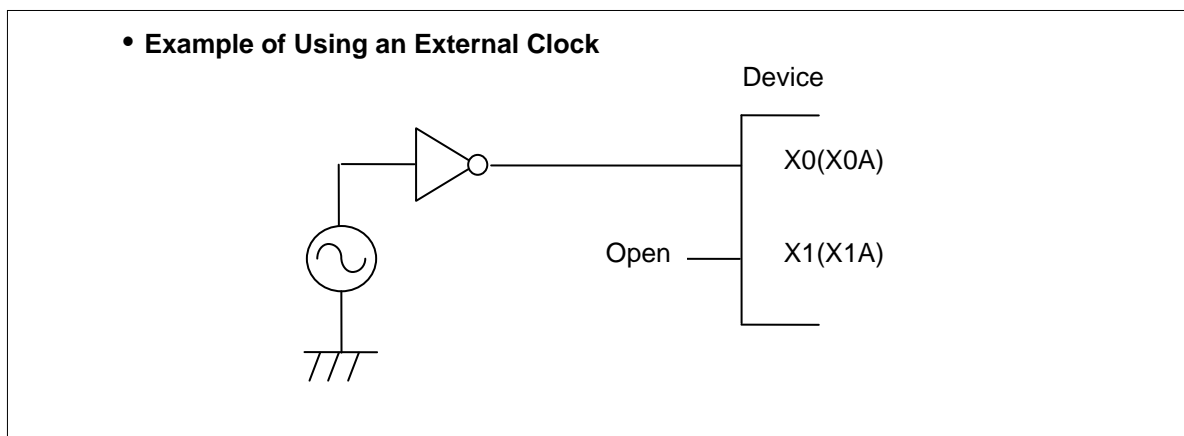 • Example of Using an External Clock
Device
X0(X0A)
Open
X1(X1A)